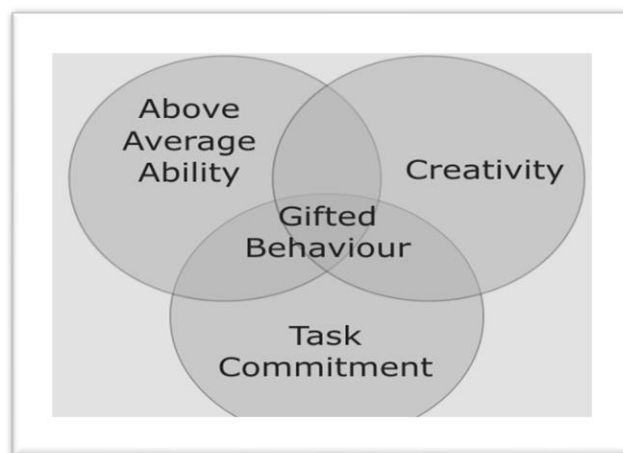 Above
Average
Ability
Creativity
Gifted
Behaviour
Task
Commitment